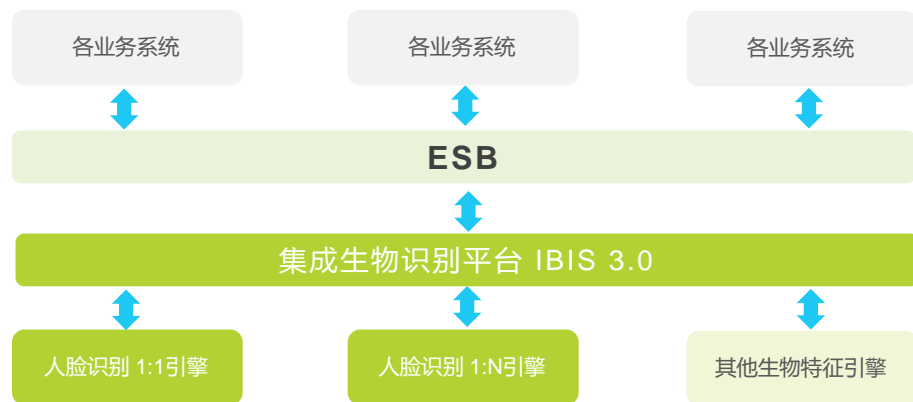 各业务系统
各业务系统
各业务系统
ESB
集成生物识别平台 IBIS 3.0
人脸识别 1:1引擎
人脸识别 1:N引擎
其他生物特征引擎